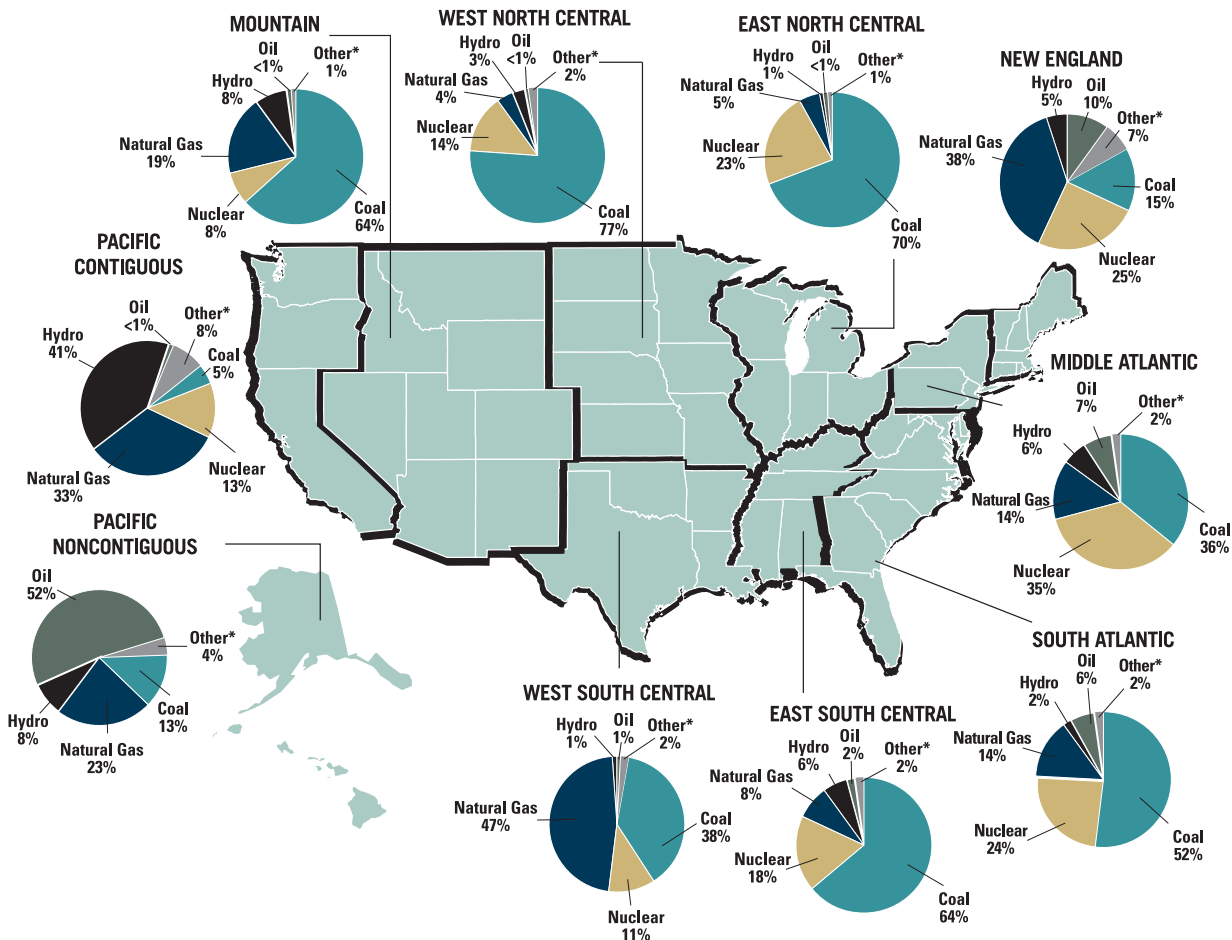 MOUNTAIN
Oil
<1%
Other*
1%
Hydro
8%
Natural Gas
19%
Nuclear
8%
Coal
64%
WEST NORTH CENTRAL
Hydro
3%
Oil
<1%
Other*
2%
Natural Gas
4%
Nuclear
14%
Coal
77%
EAST NORTH CENTRAL
Hydro
1%
Oil
<1%
Other*
1%
Natural Gas
5%
Nuclear
23%
Coal
70%
NEW ENGLAND
Hydro
5%
Oil
10%
Other*
7%
Natural Gas
38%
Coal
15%
Nuclear
25%
PACIFIC
CONTIGUOUS
Oil
<1%
Other*
8%
Hydro
41%
Coal
5%
Nuclear
13%
Natural Gas
33%
MIDDLE ATLANTIC
Oil
7%
Other*
2%
Hydro
6%
Natural Gas
14%
Coal
36%
Nuclear
35%
PACIFIC
NONCONTIGUOUS
Oil
52%
Other*
4%
Coal
13%
Hydro
8%
Natural Gas
23%
WEST SOUTH CENTRAL
Hydro
1%
Oil
1%
Other*
2%
Natural Gas
47%
Coal
38%
Nuclear
11%
EAST SOUTH CENTRAL
Hydro
6%
Oil
2%
Other*
2%
Natural Gas
8%
Nuclear
18%
Coal
64%
SOUTH ATLANTIC
Hydro
2%
Oil
6%
Other*
2%
Natural Gas
14%
Nuclear
24%
Coal
52%